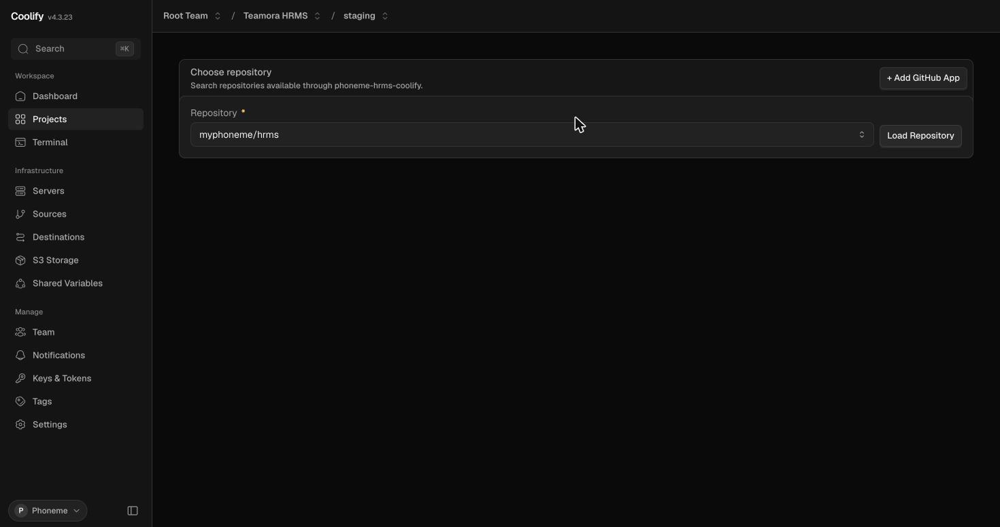 Coolify v4.3.23
Root Team / Teamora HRMS / staging
Search ⌘K
Workspace
Dashboard
Projects
Terminal
Infrastructure
Servers
Sources
Destinations
S3 Storage
Shared Variables
Manage
Team
Notifications
Keys & Tokens
Tags
Settings
P Phoneme
Choose repository
Search repositories available through phoneme-hrms-coolify.
+ Add GitHub App
Repository *
myphoneme/hrms
Load Repository